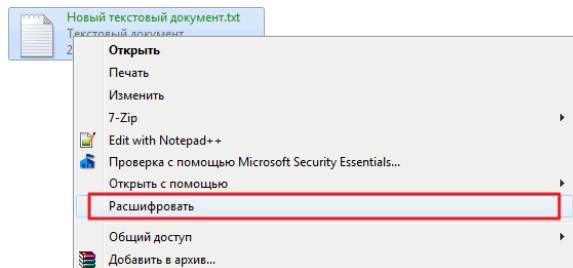 Новый текстовый документ.txt
Текстовый документ
2
Открыть
Печать
Изменить
7-Zip
Edit with Notepad++
Проверка с помощью Microsoft Security Essentials...
Открыть с помощью
Расшифровать
Общий доступ
Добавить в архив...